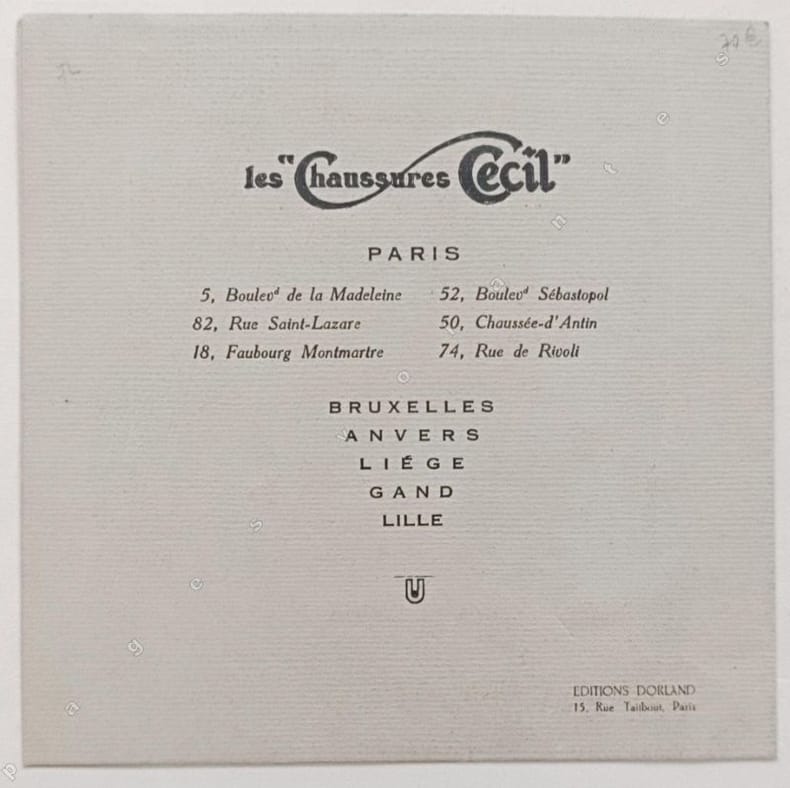 les "Chaussures Cecil"
PARIS
5, Boulevᵈ de la Madeleine
82, Rue Saint-Lazare
18, Faubourg Montmartre
52, Boulevᵈ Sébastopol
50, Chaussée-d'Antin
74, Rue de Rivoli
BRUXELLES
ANVERS
LIÉGE
GAND
LILLE
EDITIONS DORLAND
15, Rue Taitbout, Paris